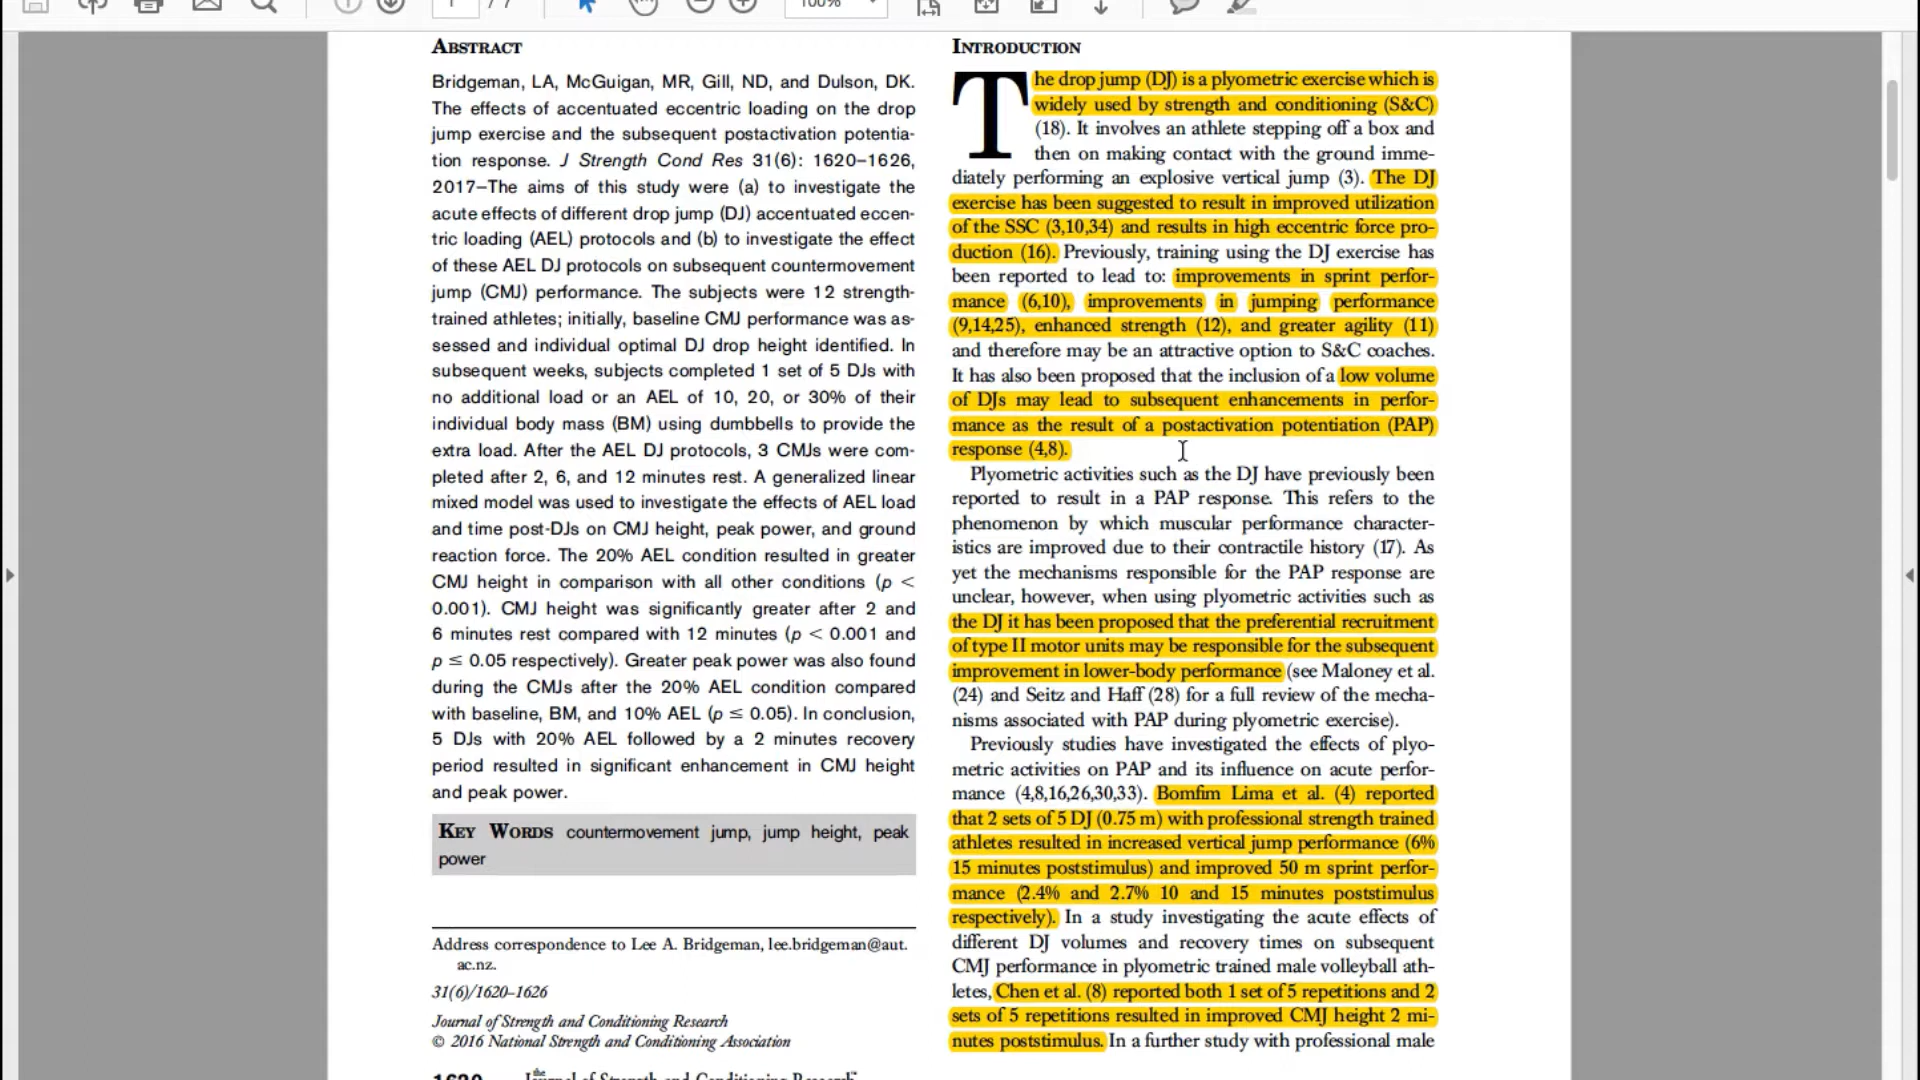 1 / 7
100%
ABSTRACT
Bridgeman, LA, McGuigan, MR, Gill, ND, and Dulson, DK.
The effects of accentuated eccentric loading on the drop
jump exercise and the subsequent postactivation potentia-
tion response. J Strength Cond Res 31(6): 1620–1626,
2017—The aims of this study were (a) to investigate the
acute effects of different drop jump (DJ) accentuated eccen-
tric loading (AEL) protocols and (b) to investigate the effect
of these AEL DJ protocols on subsequent countermovement
jump (CMJ) performance. The subjects were 12 strength-
trained athletes; initially, baseline CMJ performance was as-
sessed and individual optimal DJ drop height identified. In
subsequent weeks, subjects completed 1 set of 5 DJs with
no additional load or an AEL of 10, 20, or 30% of their
individual body mass (BM) using dumbbells to provide the
extra load. After the AEL DJ protocols, 3 CMJs were com-
pleted after 2, 6, and 12 minutes rest. A generalized linear
mixed model was used to investigate the effects of AEL load
and time post-DJs on CMJ height, peak power, and ground
reaction force. The 20% AEL condition resulted in greater
CMJ height in comparison with all other conditions (p <
0.001). CMJ height was significantly greater after 2 and
6 minutes rest compared with 12 minutes (p < 0.001 and
p ≤ 0.05 respectively). Greater peak power was also found
during the CMJs after the 20% AEL condition compared
with baseline, BM, and 10% AEL (p ≤ 0.05). In conclusion,
5 DJs with 20% AEL followed by a 2 minutes recovery
period resulted in significant enhancement in CMJ height
and peak power.
KEY WORDS countermovement jump, jump height, peak
power
Address correspondence to Lee A. Bridgeman, lee.bridgeman@aut.
ac.nz.
31(6)/1620–1626
Journal of Strength and Conditioning Research
© 2016 National Strength and Conditioning Association
1620 the Journal of Strength and Conditioning Research
INTRODUCTION
The drop jump (DJ) is a plyometric exercise which is
widely used by strength and conditioning (S&C)
(18). It involves an athlete stepping off a box and
then on making contact with the ground imme-
diately performing an explosive vertical jump (3). The DJ
exercise has been suggested to result in improved utilization
of the SSC (3,10,34) and results in high eccentric force pro-
duction (16). Previously, training using the DJ exercise has
been reported to lead to: improvements in sprint perfor-
mance (6,10), improvements in jumping performance
(9,14,25), enhanced strength (12), and greater agility (11)
and therefore may be an attractive option to S&C coaches.
It has also been proposed that the inclusion of a low volume
of DJs may lead to subsequent enhancements in perfor-
mance as the result of a postactivation potentiation (PAP)
response (4,8).
Plyometric activities such as the DJ have previously been
reported to result in a PAP response. This refers to the
phenomenon by which muscular performance character-
istics are improved due to their contractile history (17). As
yet the mechanisms responsible for the PAP response are
unclear, however, when using plyometric activities such as
the DJ it has been proposed that the preferential recruitment
of type II motor units may be responsible for the subsequent
improvement in lower-body performance (see Maloney et al.
(24) and Seitz and Haff (28) for a full review of the mecha-
nisms associated with PAP during plyometric exercise).
Previously studies have investigated the effects of plyo-
metric activities on PAP and its influence on acute perfor-
mance (4,8,16,26,30,33). Bomfim Lima et al. (4) reported
that 2 sets of 5 DJ (0.75 m) with professional strength trained
athletes resulted in increased vertical jump performance (6%
15 minutes poststimulus) and improved 50 m sprint perfor-
mance (2.4% and 2.7% 10 and 15 minutes poststimulus
respectively). In a study investigating the acute effects of
different DJ volumes and recovery times on subsequent
CMJ performance in plyometric trained male volleyball ath-
letes, Chen et al. (8) reported both 1 set of 5 repetitions and 2
sets of 5 repetitions resulted in improved CMJ height 2 mi-
nutes poststimulus. In a further study with professional male